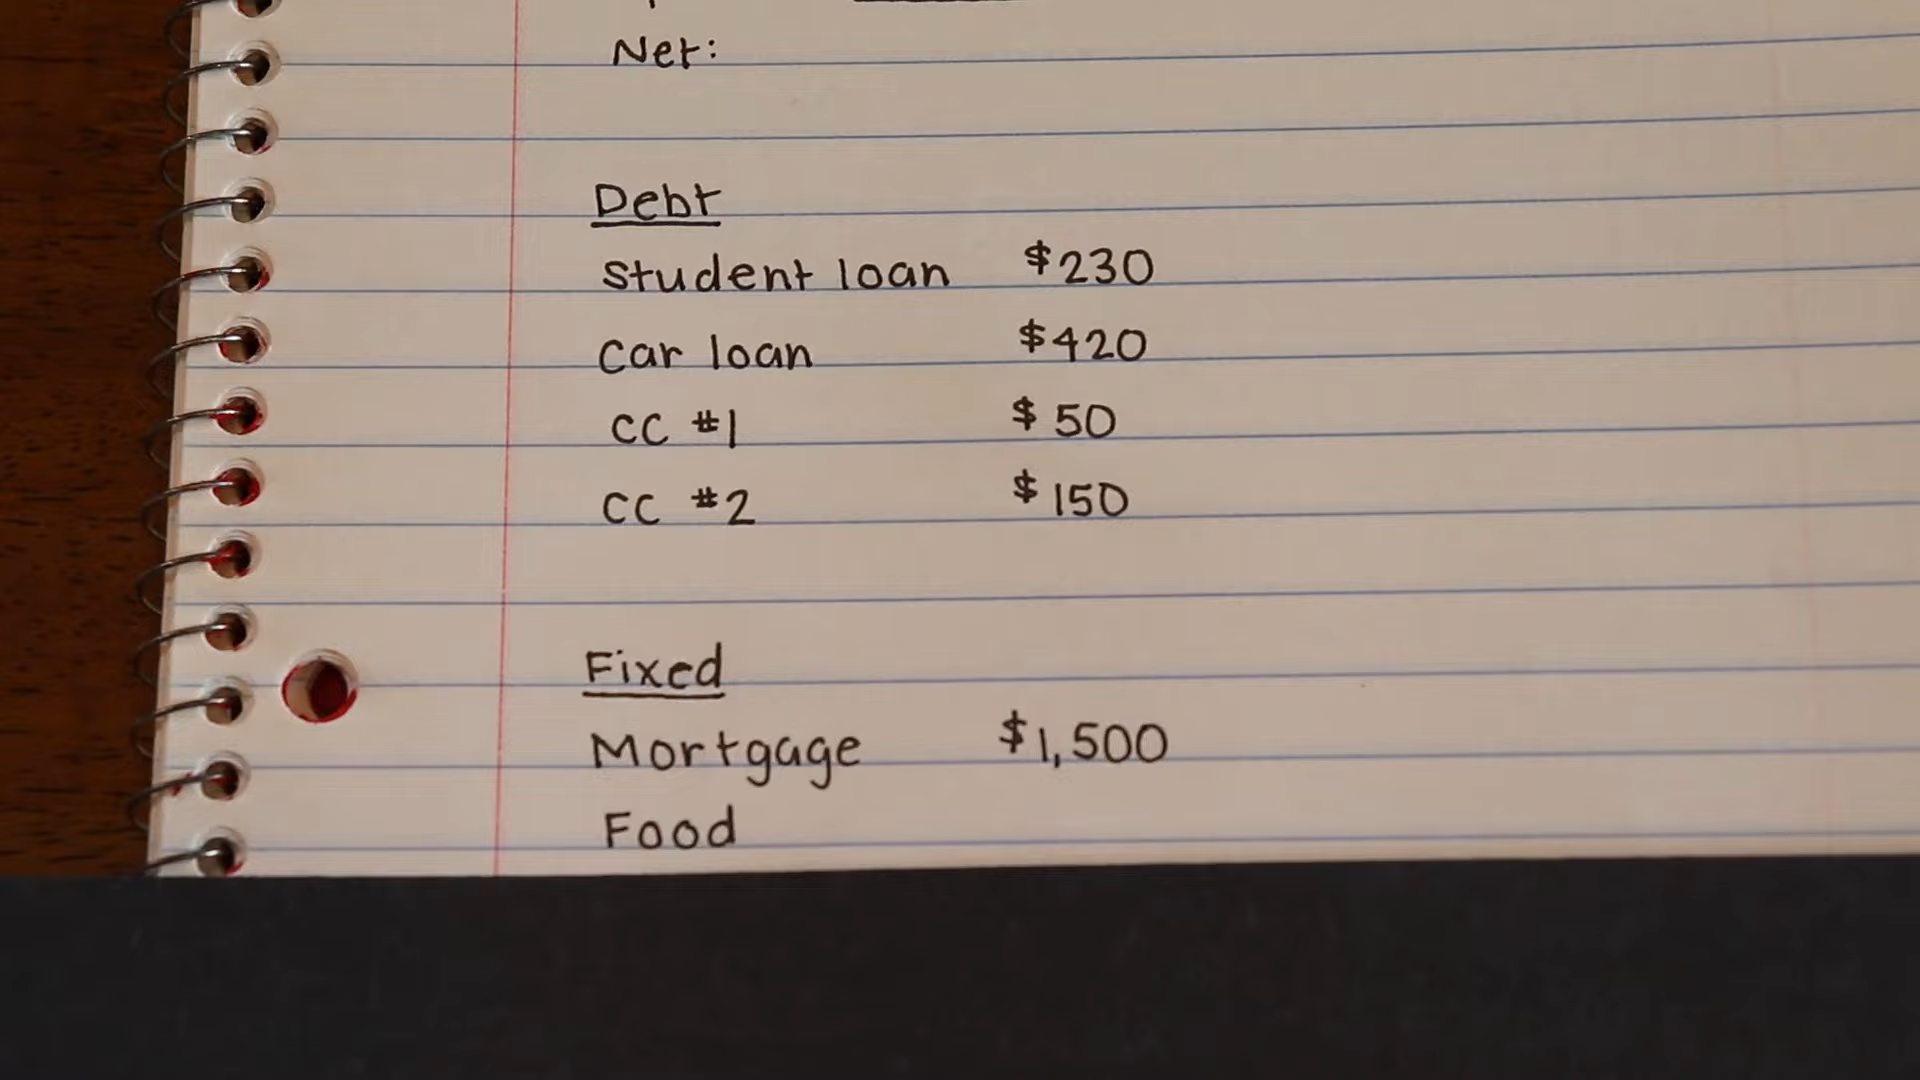 Net:
Debt
Student loan $230
Car loan $420
CC #1 $50
CC #2 $150
Fixed
Mortgage $1,500
Food